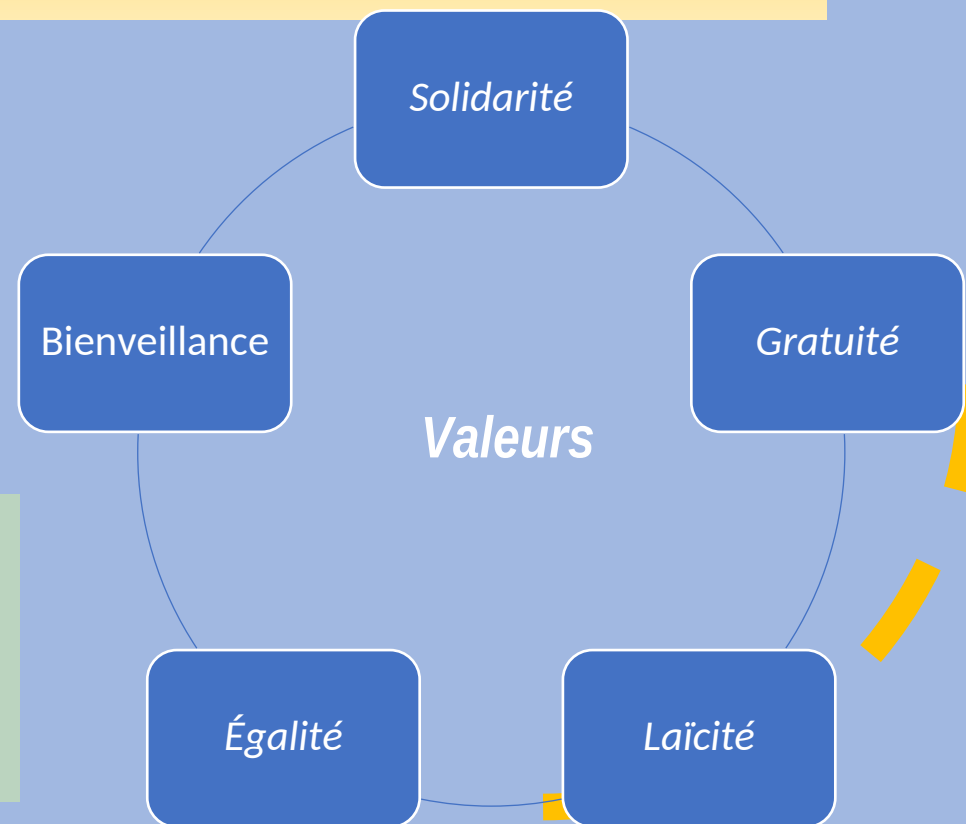 Solidarité
Bienveillance
Gratuité
Valeurs
Égalité
Laïcité